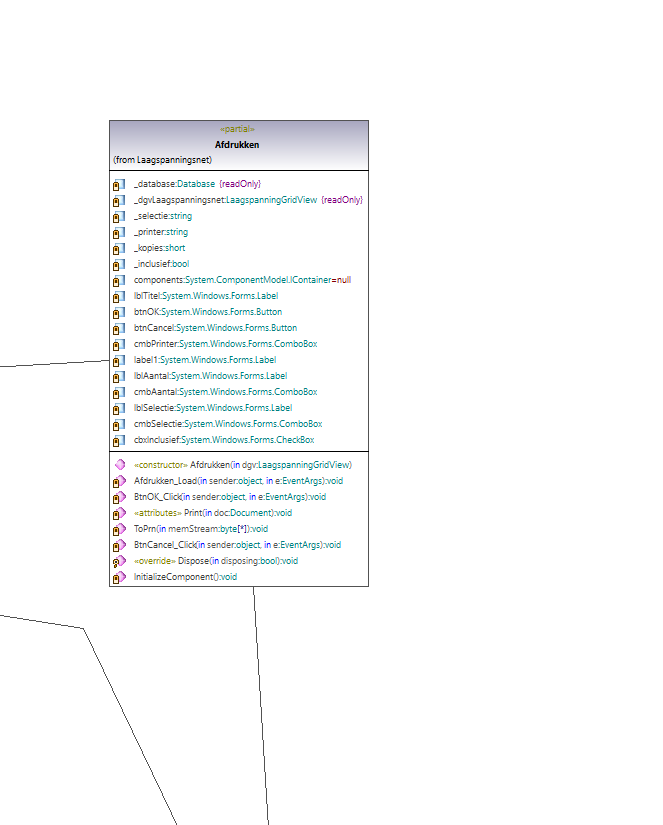 «partial»
Afdrukken
(from Laagspanningsnet)
_database:Database {readOnly}
_dgvLaagspanningsnet:LaagspanningGridView {readOnly}
_selectie:string
_printer:string
_kopies:short
_inclusief:bool
components:System.ComponentModel.IContainer=null
lblTitel:System.Windows.Forms.Label
btnOK:System.Windows.Forms.Button
btnCancel:System.Windows.Forms.Button
cmbPrinter:System.Windows.Forms.ComboBox
label1:System.Windows.Forms.Label
lblAantal:System.Windows.Forms.Label
cmbAantal:System.Windows.Forms.ComboBox
lblSelectie:System.Windows.Forms.Label
cmbSelectie:System.Windows.Forms.ComboBox
cbxInclusief:System.Windows.Forms.CheckBox
«constructor» Afdrukken(in dgv:LaagspanningGridView)
Afdrukken_Load(in sender:object, in e:EventArgs):void
BtnOK_Click(in sender:object, in e:EventArgs):void
«attributes» Print(in doc:Document):void
ToPrn(in memStream:byte[*]):void
BtnCancel_Click(in sender:object, in e:EventArgs):void
«override» Dispose(in disposing:bool):void
InitializeComponent():void